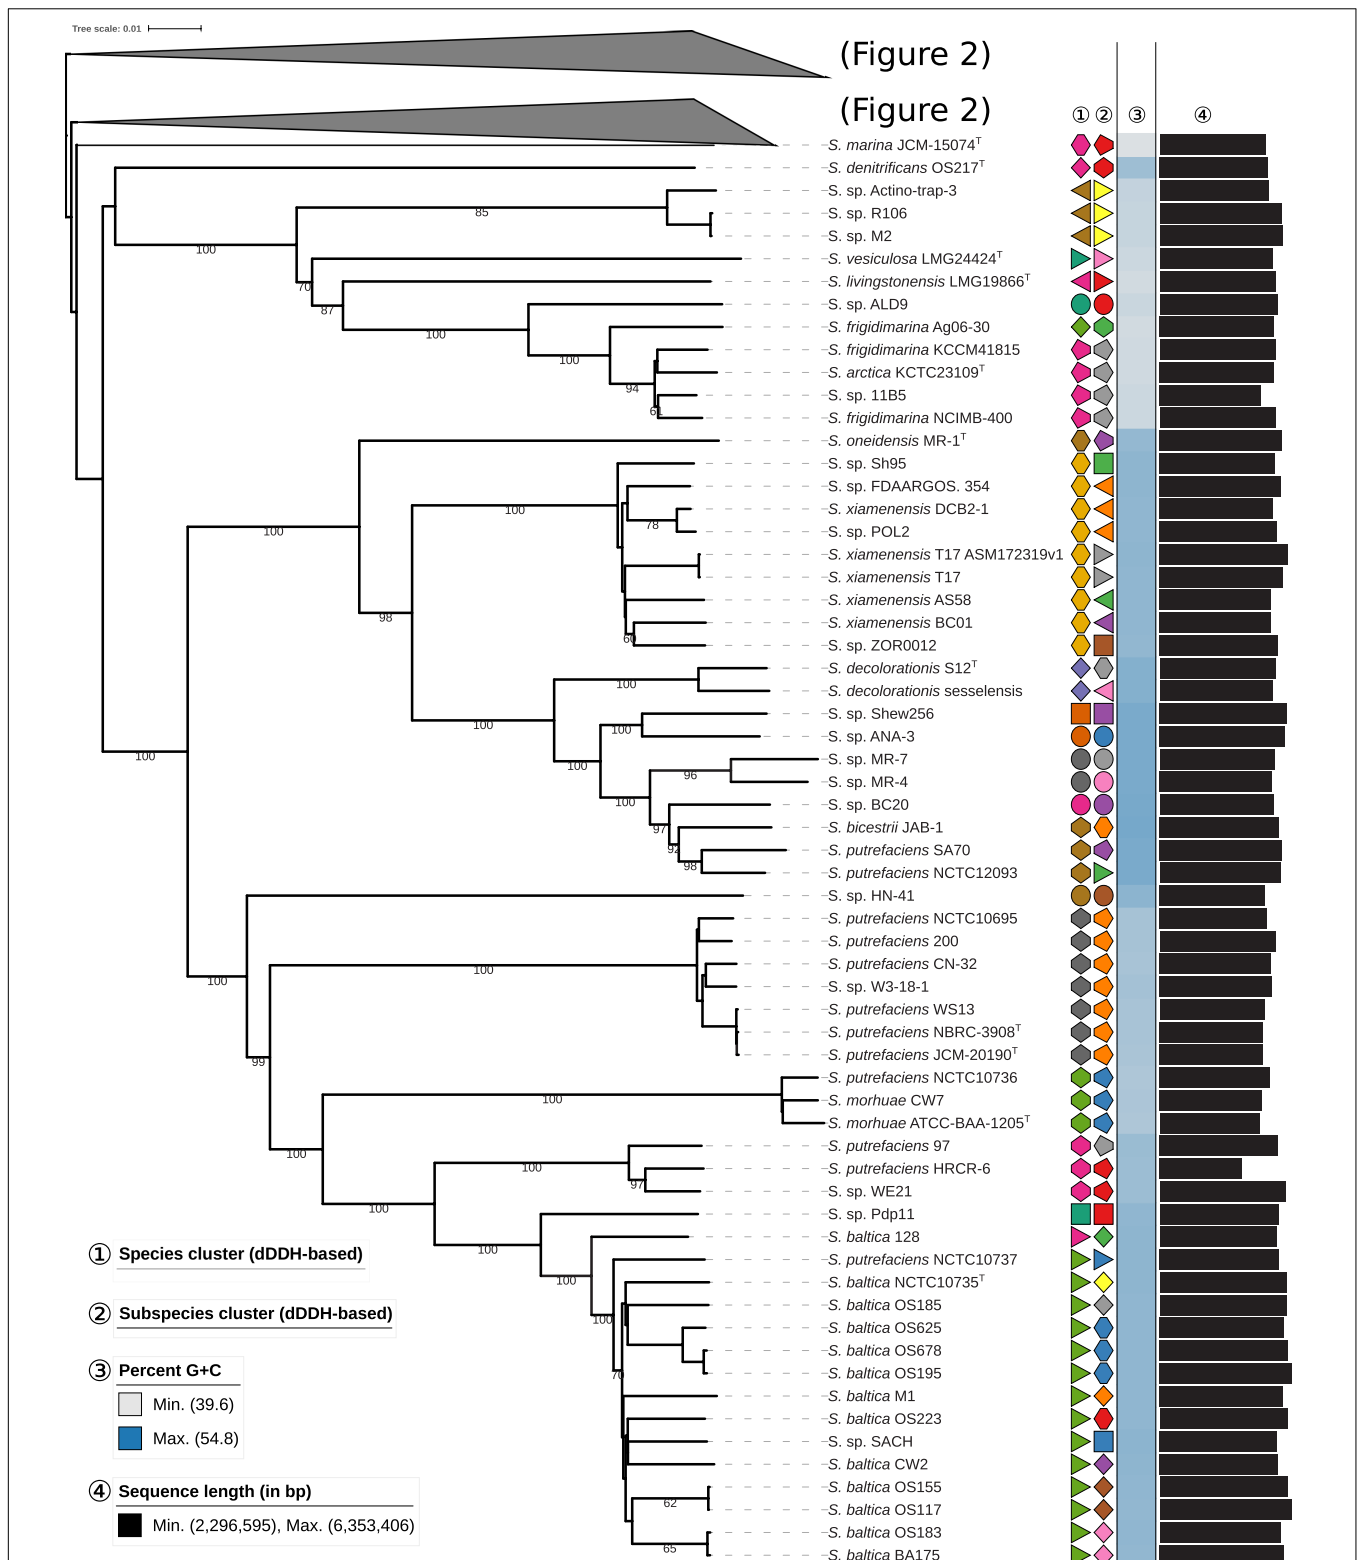 Tree scale: 0.01
(Figure 2)
(Figure 2)
① ② ③ ④
S. marina JCM-15074T
S. denitrificans OS217T
S. sp. Actino-trap-3
85
S. sp. R106
S. sp. M2
100
S. vesiculosa LMG24424T
S. livingstonensis LMG19866T
70
S. sp. ALD9
87
S. frigidimarina Ag06-30
100
S. frigidimarina KCCM41815
100
S. arctica KCTC23109T
94
S. sp. 11B5
61
S. frigidimarina NCIMB-400
S. oneidensis MR-1T
S. sp. Sh95
S. sp. FDAARGOS. 354
S. xiamenensis DCB2-1
100
78
100
S. sp. POL2
S. xiamenensis T17 ASM172319v1
S. xiamenensis T17
S. xiamenensis AS58
98
S. xiamenensis BC01
60
S. sp. ZOR0012
S. decolorationis S12T
100
S. decolorationis sesselensis
S. sp. Shew256
100
100
S. sp. ANA-3
100
S. sp. MR-7
100
96
S. sp. MR-4
100
S. sp. BC20
97
S. bicestrii JAB-1
92
S. putrefaciens SA70
98
S. putrefaciens NCTC12093
S. sp. HN-41
S. putrefaciens NCTC10695
S. putrefaciens 200
S. putrefaciens CN-32
100
100
S. sp. W3-18-1
S. putrefaciens WS13
S. putrefaciens NBRC-3908T
S. putrefaciens JCM-20190T
99
S. putrefaciens NCTC10736
S. morhuae CW7
100
S. morhuae ATCC-BAA-1205T
S. putrefaciens 97
100
S. putrefaciens HRCR-6
100
97
S. sp. WE21
100
S. sp. Pdp11
S. baltica 128
100
S. putrefaciens NCTC10737
100
S. baltica NCTC10735T
S. baltica OS185
100
S. baltica OS625
S. baltica OS678
S. baltica OS195
70
S. baltica M1
S. baltica OS223
S. sp. SACH
S. baltica CW2
S. baltica OS155
62
S. baltica OS117
S. baltica OS183
65
S. baltica BA175
① Species cluster (dDDH-based)
② Subspecies cluster (dDDH-based)
③ Percent G+C
Min. (39.6)
Max. (54.8)
④ Sequence length (in bp)
Min. (2,296,595), Max. (6,353,406)